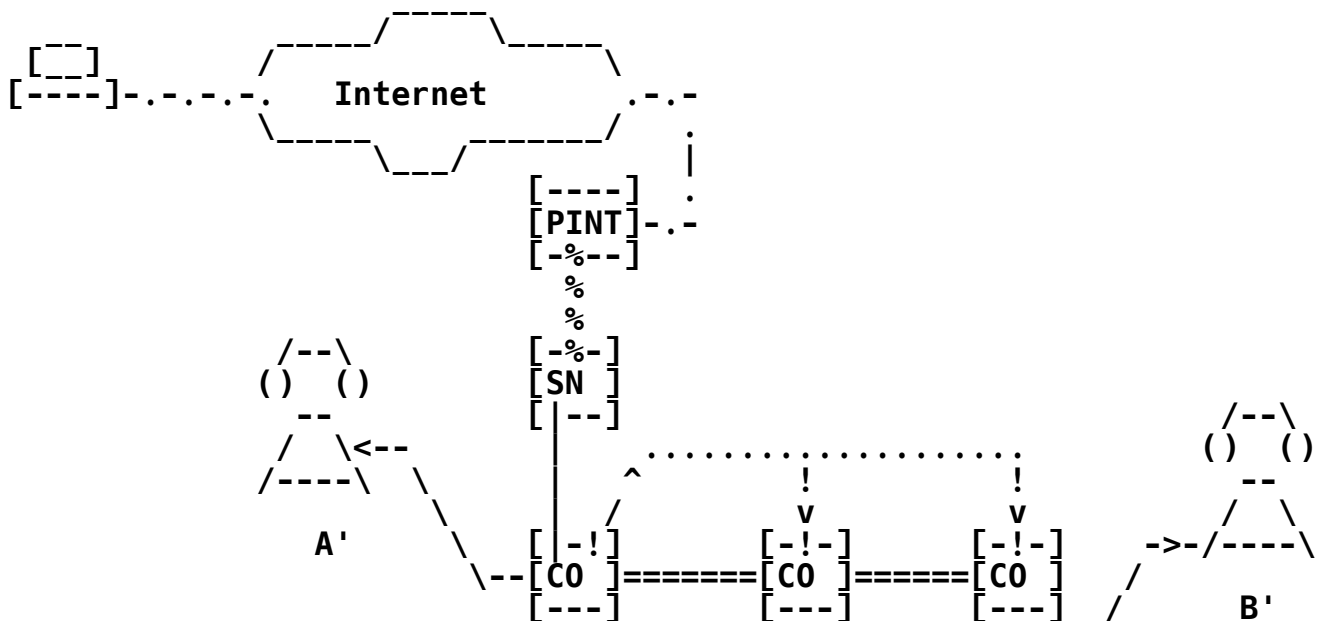 Internet
PINT
SN
A'
CO CO CO
B'